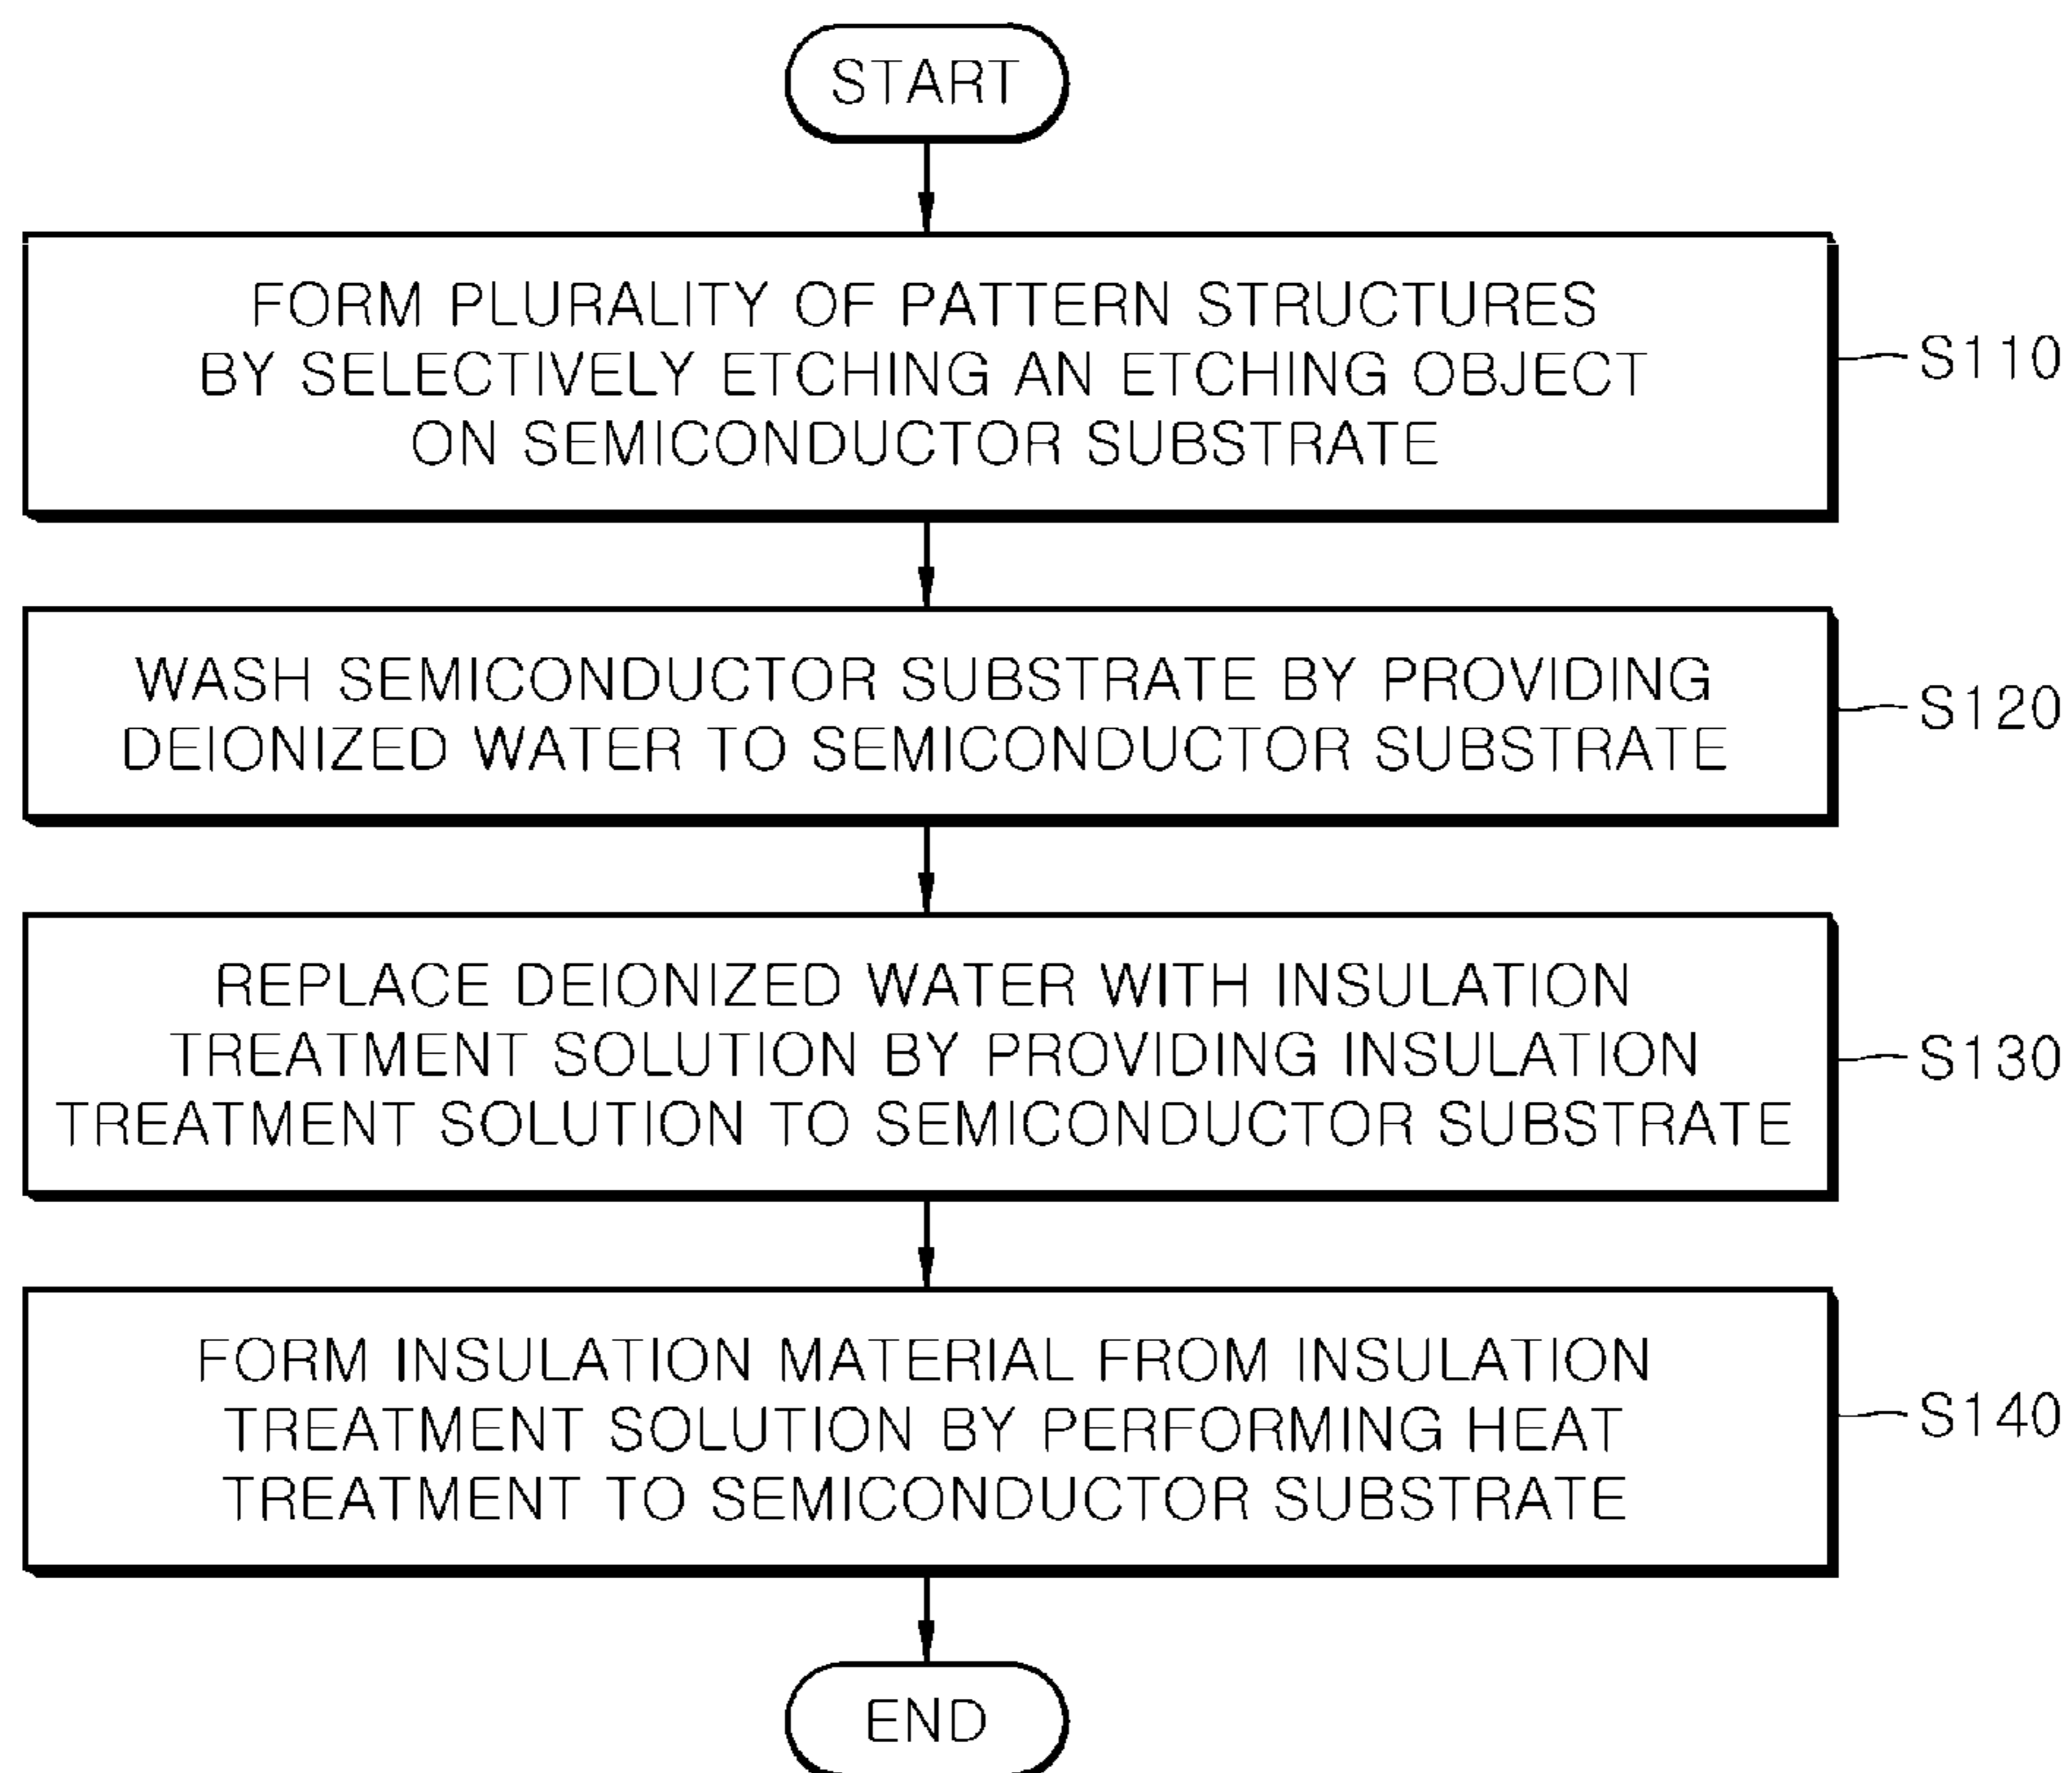 START
FORM PLURALITY OF PATTERN STRUCTURES
BY SELECTIVELY ETCHING AN ETCHING OBJECT
ON SEMICONDUCTOR SUBSTRATE
S110
WASH SEMICONDUCTOR SUBSTRATE BY PROVIDING
DEIONIZED WATER TO SEMICONDUCTOR SUBSTRATE
S120
REPLACE DEIONIZED WATER WITH INSULATION
TREATMENT SOLUTION BY PROVIDING INSULATION
TREATMENT SOLUTION TO SEMICONDUCTOR SUBSTRATE
S130
FORM INSULATION MATERIAL FROM INSULATION
TREATMENT SOLUTION BY PERFORMING HEAT
TREATMENT TO SEMICONDUCTOR SUBSTRATE
S140
END